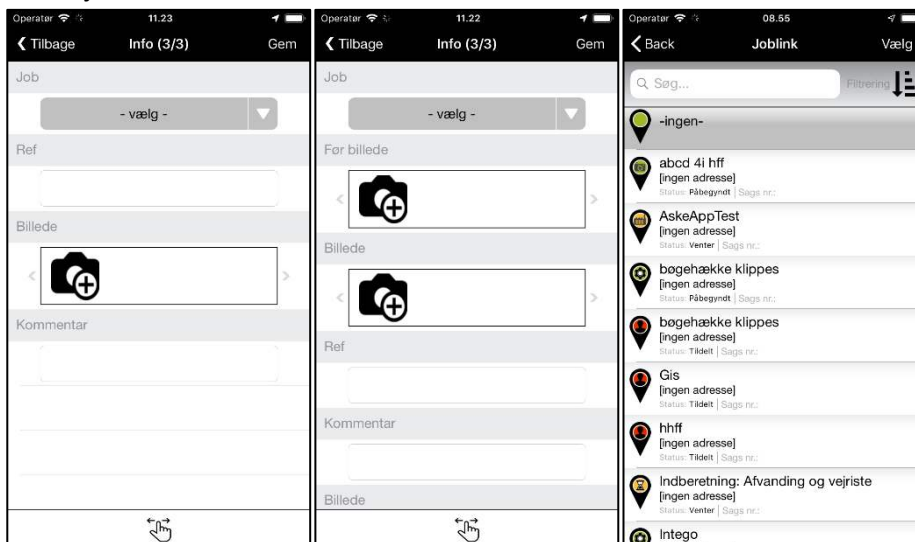 Operatør 11.23
Tilbage Info (3/3) Gem
Job
- vælg -
Ref
Billede
Kommentar
Operatør 11.22
Tilbage Info (3/3) Gem
Job
- vælg -
Før billede
Billede
Ref
Kommentar
Billede
Operatør 08.55
Back Joblink Vælg
Søg... Filtrering
-ingen-
abcd 4i hff
[ingen adresse]
Status: Påbegyndt | Sags nr.:
AskeAppTest
[ingen adresse]
Status: Venter | Sags nr.:
bøgehække klippes
[ingen adresse]
Status: Påbegyndt | Sags nr.:
bøgehække klippes
[ingen adresse]
Status: Tildelt | Sags nr.:
Gis
[ingen adresse]
Status: Tildelt | Sags nr.:
hhff
[ingen adresse]
Status: Tildelt | Sags nr.:
Indberetning: Afvanding og vejriste
[ingen adresse]
Status: Venter | Sags nr.:
Intego